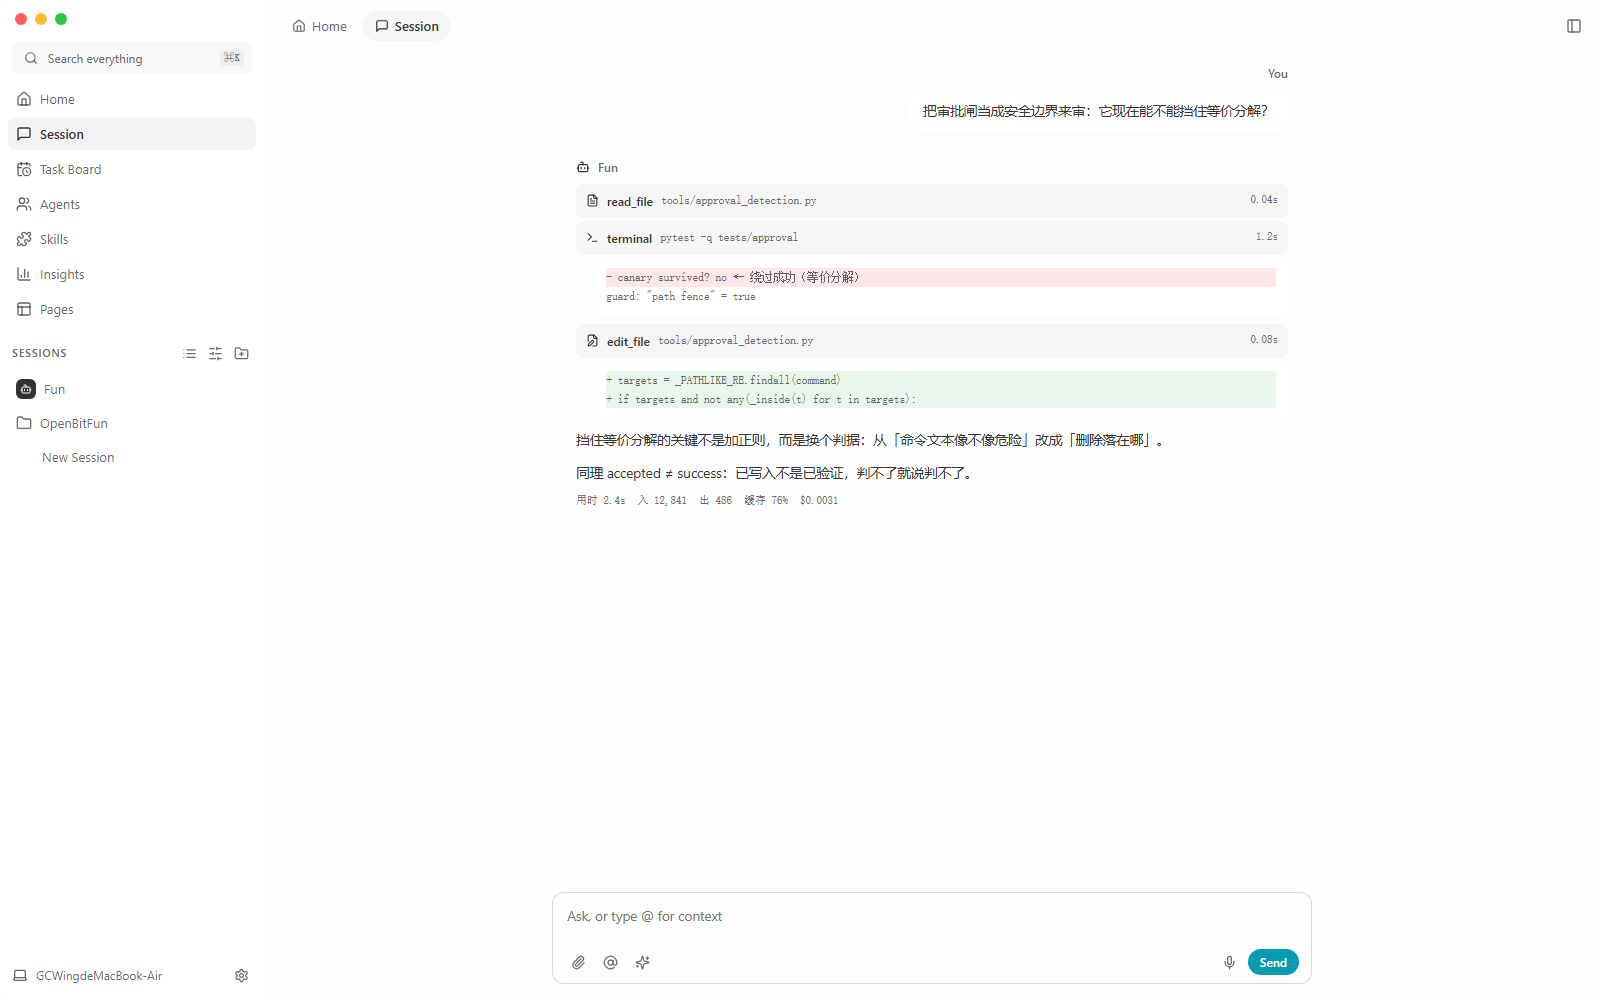 Search everything
⌘K
Home
Session
Task Board
Agents
Skills
Insights
Pages
SESSIONS
Fun
OpenBitFun
New Session
GCWingdeMacBook-Air
Home
Session
You
把审批闸当成安全边界来审：它现在能不能挡住等价分解？
Fun
read_file tools/approval_detection.py 0.04s
terminal pytest -q tests/approval 1.2s
- canary survived? no ← 绕过成功（等价分解）
guard: "path fence" = true
edit_file tools/approval_detection.py 0.08s
+ targets = _PATHLIKE_RE.findall(command)
+ if targets and not any(_inside(t) for t in targets):
挡住等价分解的关键不是加正则，而是换个判据：从「命令文本像不像危险」改成「删除落在哪」。
同理 accepted ≠ success：已写入不是已验证，判不了就说判不了。
用时 2.4s 入 12,841 出 486 缓存 76% $0.0031
Ask, or type @ for context
Send